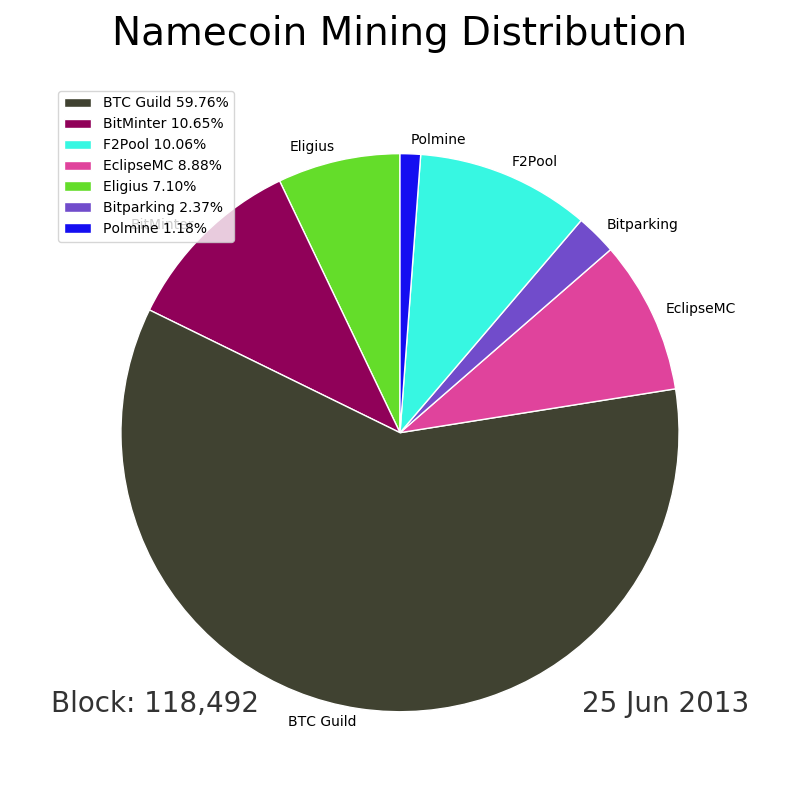 Namecoin Mining Distribution
BTC Guild 59.76%
BitMinter 10.65%
F2Pool 10.06%
EclipseMC 8.88%
Eligius 7.10%
Bitparking 2.37%
Polmine 1.18%
Eligius
Polmine
F2Pool
BitMinter
Bitparking
EclipseMC
BTC Guild
Block: 118,492
25 Jun 2013